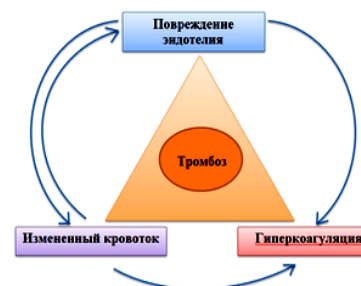 Повреждение
эндотелия
Тромбоз
Измененный кровоток
Гиперкоагуляция